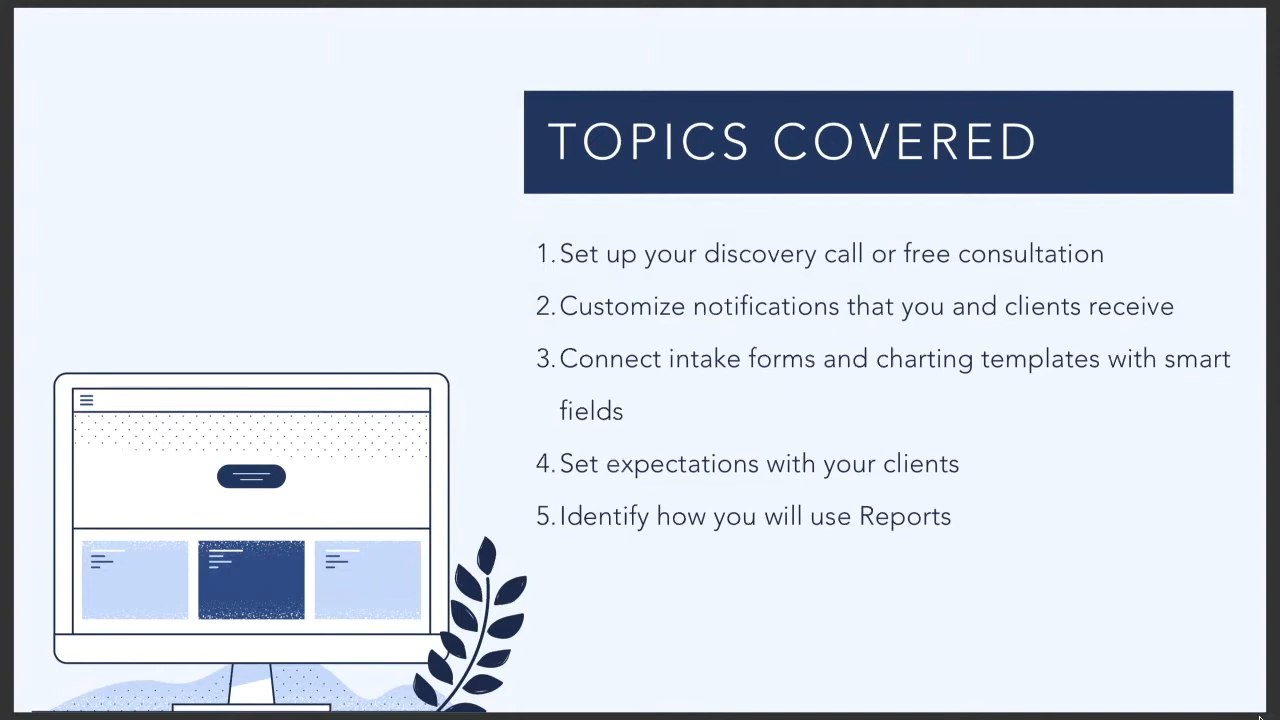 TOPICS COVERED
1. Set up your discovery call or free consultation
2. Customize notifications that you and clients receive
3. Connect intake forms and charting templates with smart
fields
4. Set expectations with your clients
5. Identify how you will use Reports